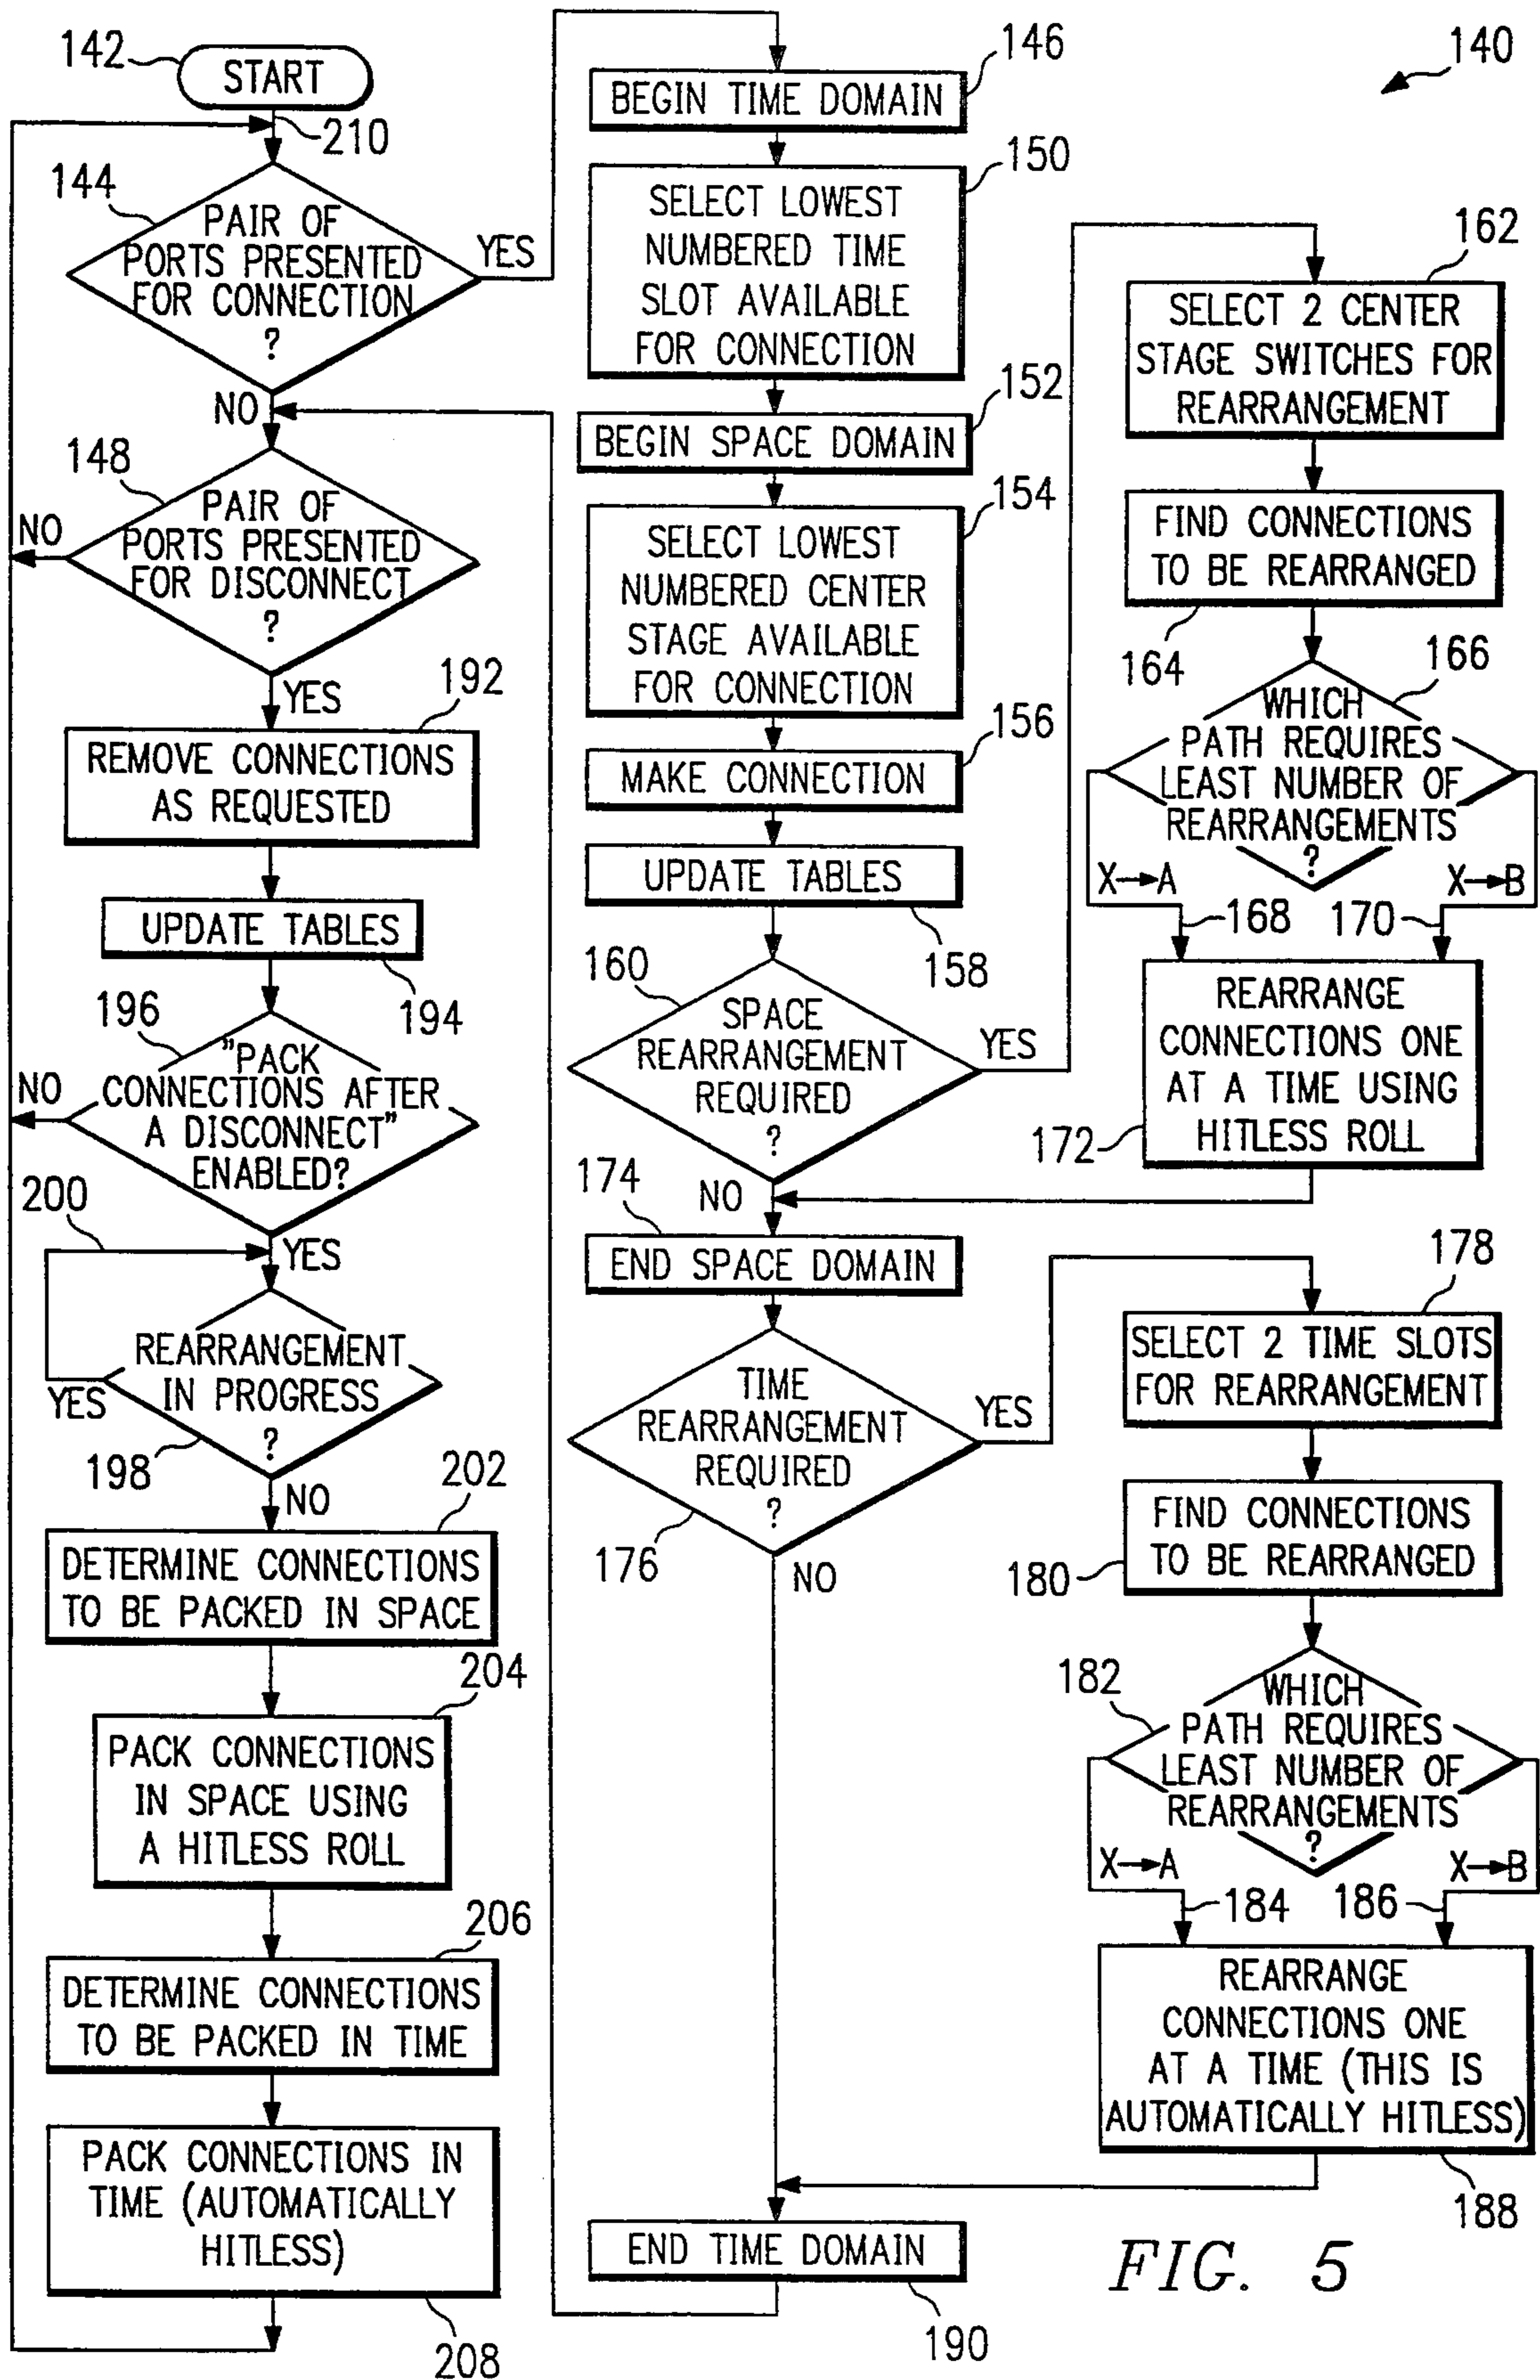 142
START
210
144
PAIR OF
PORTS PRESENTED
FOR CONNECTION
?
YES
NO
148
PAIR OF
PORTS PRESENTED
FOR DISCONNECT
?
NO
YES
192
REMOVE CONNECTIONS
AS REQUESTED
UPDATE TABLES
194
196
"PACK
CONNECTIONS AFTER
A DISCONNECT"
ENABLED?
NO
200
YES
REARRANGEMENT
IN PROGRESS
?
YES
198
NO
202
DETERMINE CONNECTIONS
TO BE PACKED IN SPACE
204
PACK CONNECTIONS
IN SPACE USING
A HITLESS ROLL
206
DETERMINE CONNECTIONS
TO BE PACKED IN TIME
PACK CONNECTIONS IN
TIME (AUTOMATICALLY
HITLESS)
208
146
BEGIN TIME DOMAIN
150
SELECT LOWEST
NUMBERED TIME
SLOT AVAILABLE
FOR CONNECTION
152
BEGIN SPACE DOMAIN
154
SELECT LOWEST
NUMBERED CENTER
STAGE AVAILABLE
FOR CONNECTION
156
MAKE CONNECTION
UPDATE TABLES
158
160
SPACE
REARRANGEMENT
REQUIRED
?
YES
NO
174
END SPACE DOMAIN
TIME
REARRANGEMENT
REQUIRED
?
YES
176
NO
END TIME DOMAIN
190
140
162
SELECT 2 CENTER
STAGE SWITCHES FOR
REARRANGEMENT
FIND CONNECTIONS
TO BE REARRANGED
164
166
WHICH
PATH REQUIRES
LEAST NUMBER OF
REARRANGEMENTS
?
X→A
X→B
168
170
REARRANGE
CONNECTIONS ONE
AT A TIME USING
HITLESS ROLL
172
178
SELECT 2 TIME SLOTS
FOR REARRANGEMENT
FIND CONNECTIONS
TO BE REARRANGED
180
182
WHICH
PATH REQUIRES
LEAST NUMBER OF
REARRANGEMENTS
?
X→A
X→B
184
186
REARRANGE
CONNECTIONS ONE
AT A TIME (THIS IS
AUTOMATICALLY HITLESS)
188
FIG. 5